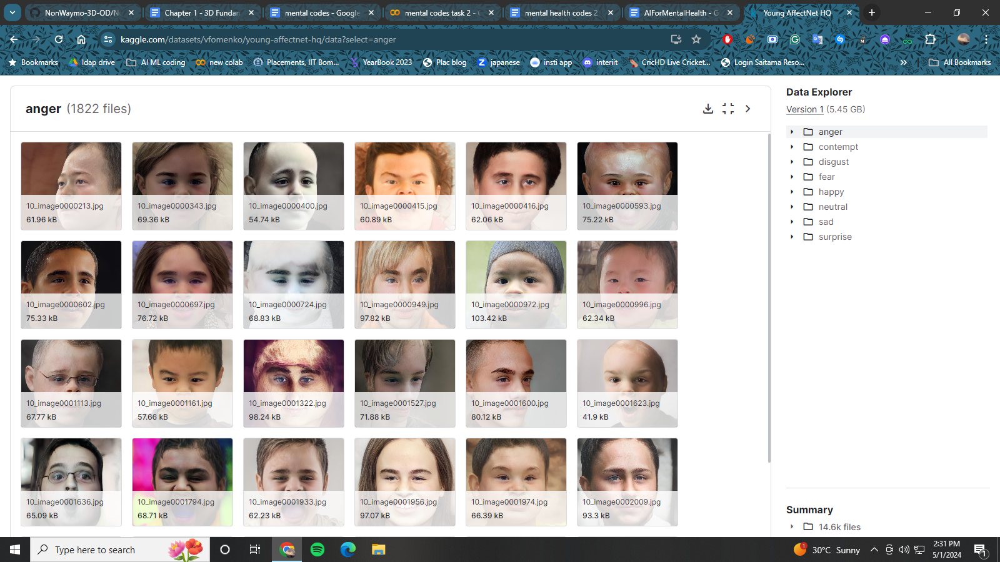 NonWaymo-3D-OD/No
Chapter 1 - 3D Fundam
mental codes - Google
mental codes task 2 - C
mental health codes 2
AIForMentalHealth - G
Young AffectNet HQ
kaggle.com/datasets/vfomenko/young-affectnet-hq/data?select=anger
Bookmarks
ldap drive
AI ML coding
new colab
Placements, IIT Bom...
YearBook 2023
Plac blog
japanese
insti app
interiit
CricHD Live Cricket...
Login Saitama Reso...
All Bookmarks
anger (1822 files)
10_image0000213.jpg
61.96 kB
10_image0000343.jpg
69.36 kB
10_image0000400.jpg
54.74 kB
10_image0000415.jpg
60.89 kB
10_image0000416.jpg
62.06 kB
10_image0000593.jpg
75.22 kB
10_image0000602.jpg
75.33 kB
10_image0000697.jpg
76.72 kB
10_image0000724.jpg
68.83 kB
10_image0000949.jpg
97.82 kB
10_image0000972.jpg
103.42 kB
10_image0000996.jpg
62.34 kB
10_image0001113.jpg
67.77 kB
10_image0001161.jpg
57.66 kB
10_image0001322.jpg
98.24 kB
10_image0001527.jpg
71.88 kB
10_image0001600.jpg
80.12 kB
10_image0001623.jpg
41.9 kB
10_image0001636.jpg
65.09 kB
10_image0001794.jpg
68.71 kB
10_image0001933.jpg
62.23 kB
10_image0001956.jpg
97.07 kB
10_image0001974.jpg
66.39 kB
10_image0002009.jpg
93.3 kB
Data Explorer
Version 1 (5.45 GB)
anger
contempt
disgust
fear
happy
neutral
sad
surprise
Summary
14.6k files
Type here to search
1
30°C Sunny
2:31 PM
5/1/2024
1